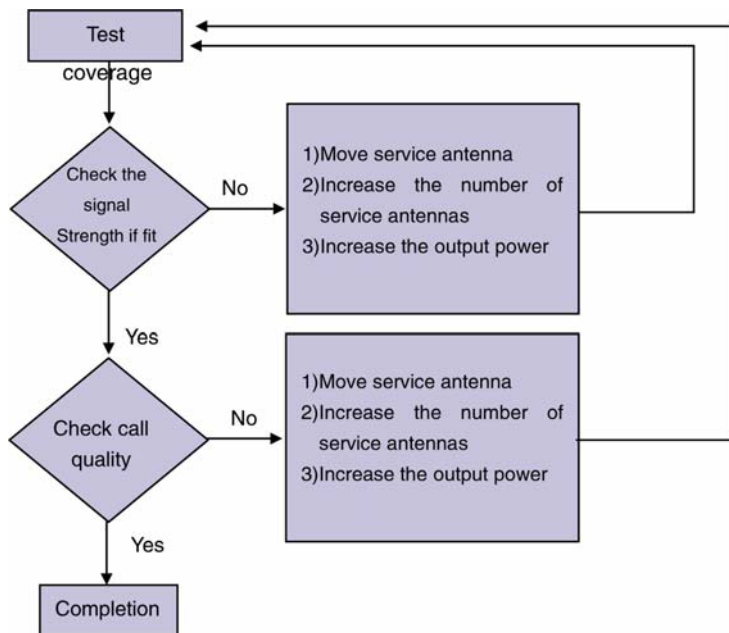 Test
coverage
Check the
signal
Strength if fit
No
1)Move service antenna
2)Increase the number of
service antennas
3)Increase the output power
Yes
Check call
quality
No
1)Move service antenna
2)Increase the number of
service antennas
3)Increase the output power
Yes
Completion